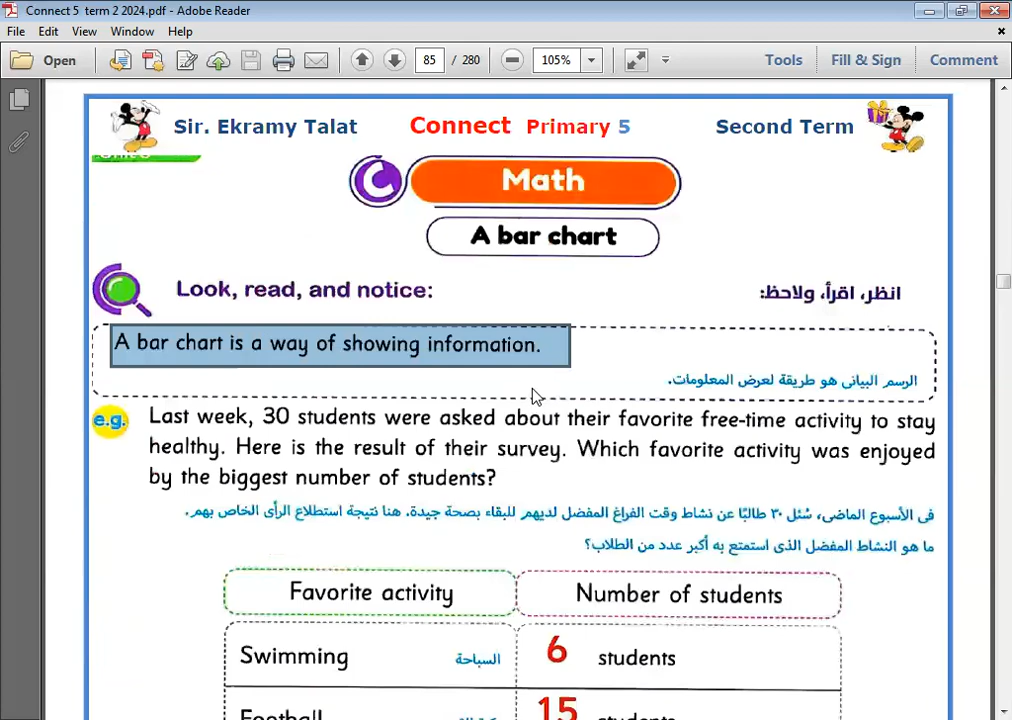 Connect 5 term 2 2024.pdf - Adobe Reader
File Edit View Window Help
Open 85 / 280 105% Tools Fill & Sign Comment
Sir. Ekramy Talat Connect Primary 5 Second Term
Math
A bar chart
Look, read, and notice: انظر، اقرأ، ولاحظ:
A bar chart is a way of showing information.
الرسم البيانى هو طريقة لعرض المعلومات.
e.g. Last week, 30 students were asked about their favorite free-time activity to stay
healthy. Here is the result of their survey. Which favorite activity was enjoyed
by the biggest number of students?
فى الأسبوع الماضى، سُئل ٣٠ طالبًا عن نشاط وقت الفراغ المفضل لديهم للبقاء بصحة جيدة. هنا نتيجة استطلاع الرأى الخاص بهم.
ما هو النشاط المفضل الذى استمتع به أكبر عدد من الطلاب؟
Favorite activity Number of students
Swimming السباحة 6 students
Football 15 students